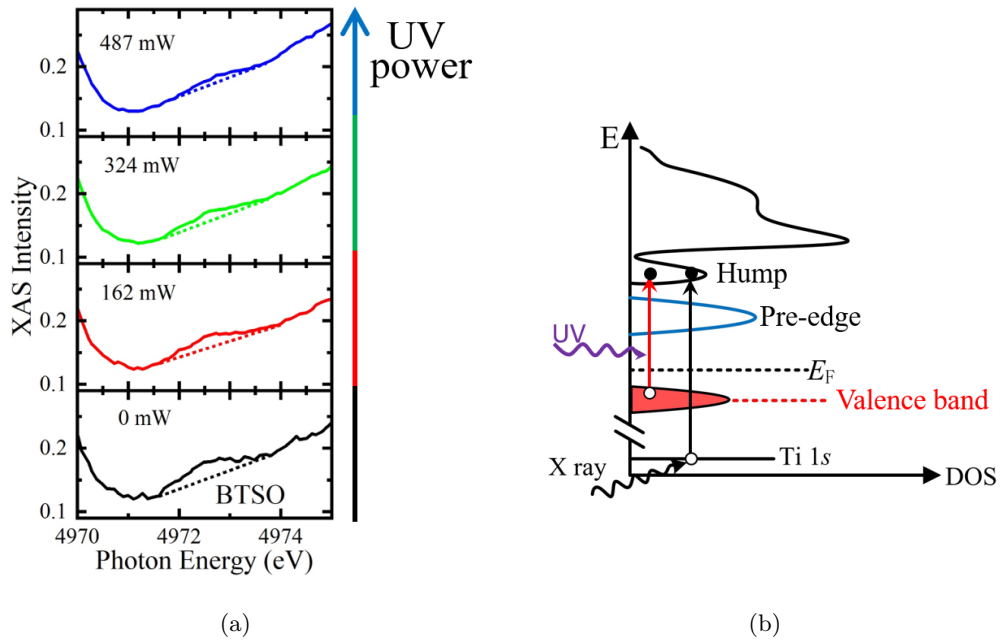 487 mW
0.2
0.1
324 mW
0.2
0.1
162 mW
0.2
0.1
0 mW
0.2
0.1
BTSO
4970
4972
4974
Photon Energy (eV)
XAS Intensity
UV
power
(a)
E
Hump
Pre-edge
UV
E_F
Valence band
X ray
Ti 1s
DOS
(b)